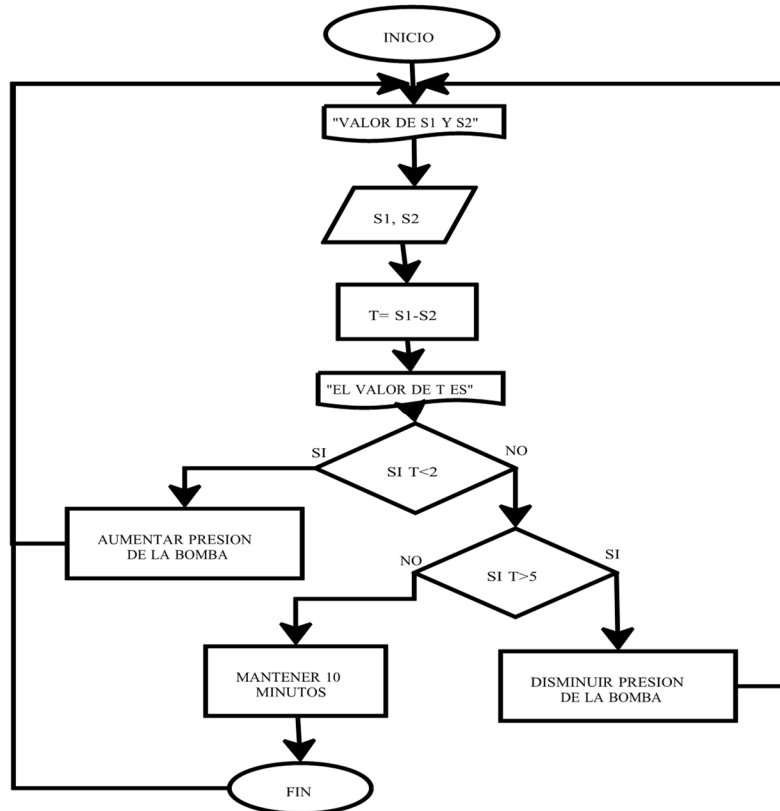 INICIO
"VALOR DE S1 Y S2"
S1, S2
T= S1-S2
"EL VALOR DE T ES"
SI
NO
SI T<2
AUMENTAR PRESION
DE LA BOMBA
NO
SI
SI T>5
MANTENER 10
MINUTOS
DISMINUIR PRESION
DE LA BOMBA
FIN